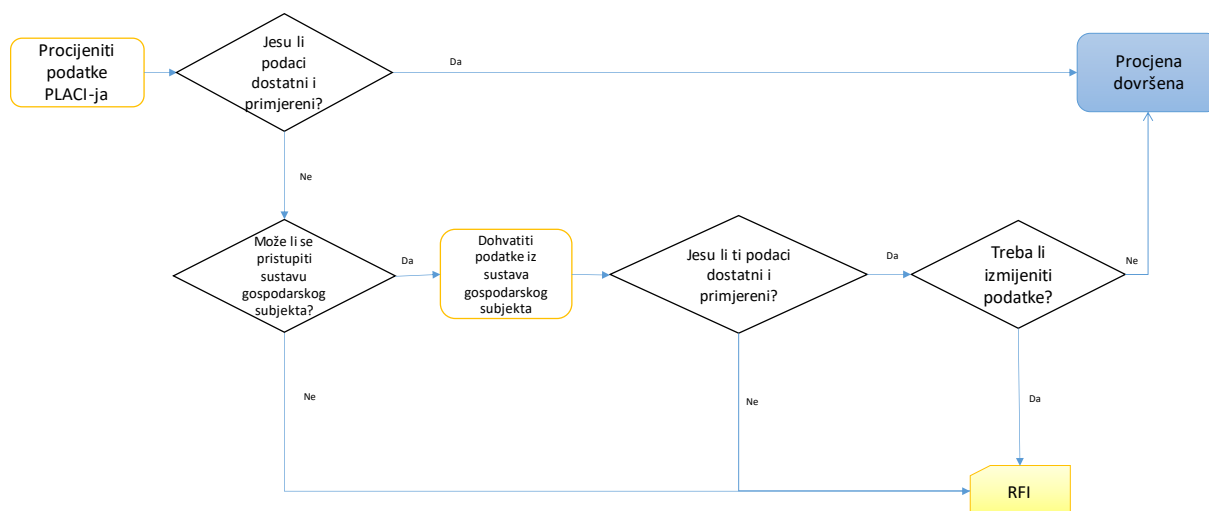 Procijeniti
podatke
PLACI-ja
Jesu li
podaci
dostatni i
primjereni?
Da
Procjena
dovršena
Ne
Može li se
pristupiti
sustavu
gospodarskog
subjekta?
Da
Dohvatiti
podatke iz
sustava
gospodarskog
subjekta
Jesu li ti podaci
dostatni i
primjereni?
Da
Treba li
izmijeniti
podatke?
Ne
Ne
Ne
Da
RFI